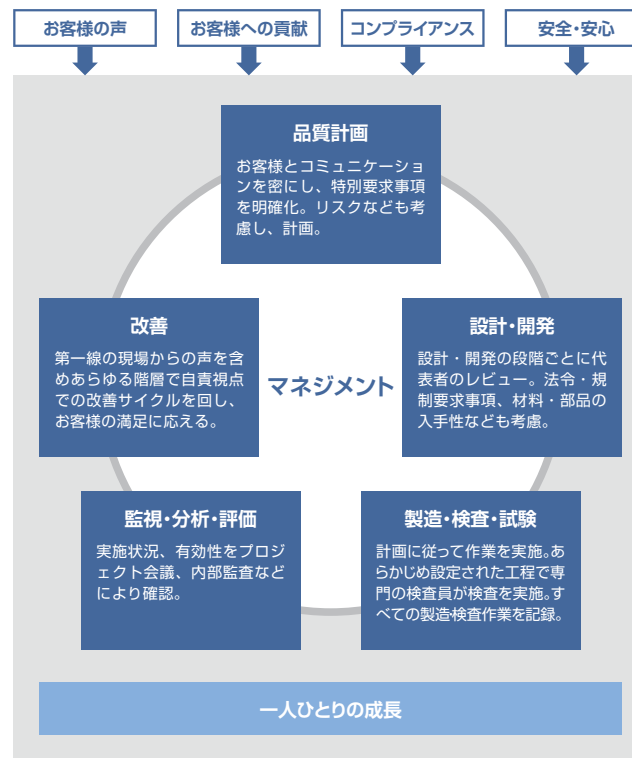 お客様の声
お客様への貢献
コンプライアンス
安全・安心
品質計画
お客様とコミュニケーショ
ンを密にし、特別要求事項
を明確化。リスクなども考
慮し、計画。
改善
第一線の現場からの声を含
めあらゆる階層で自責視点
での改善サイクルを回し、
お客様の満足に応える。
マネジメント
設計・開発
設計・開発の段階ごとに代
表者のレビュー。法令・規
制要求事項、材料・部品の
入手性なども考慮。
監視・分析・評価
実施状況、有効性をプロジ
ェクト会議、内部監査など
により確認。
製造・検査・試験
計画に従って作業を実施。あ
らかじめ設定された工程で専
門の検査員が検査を実施。す
べての製造・検査作業を記録。
一人ひとりの成長